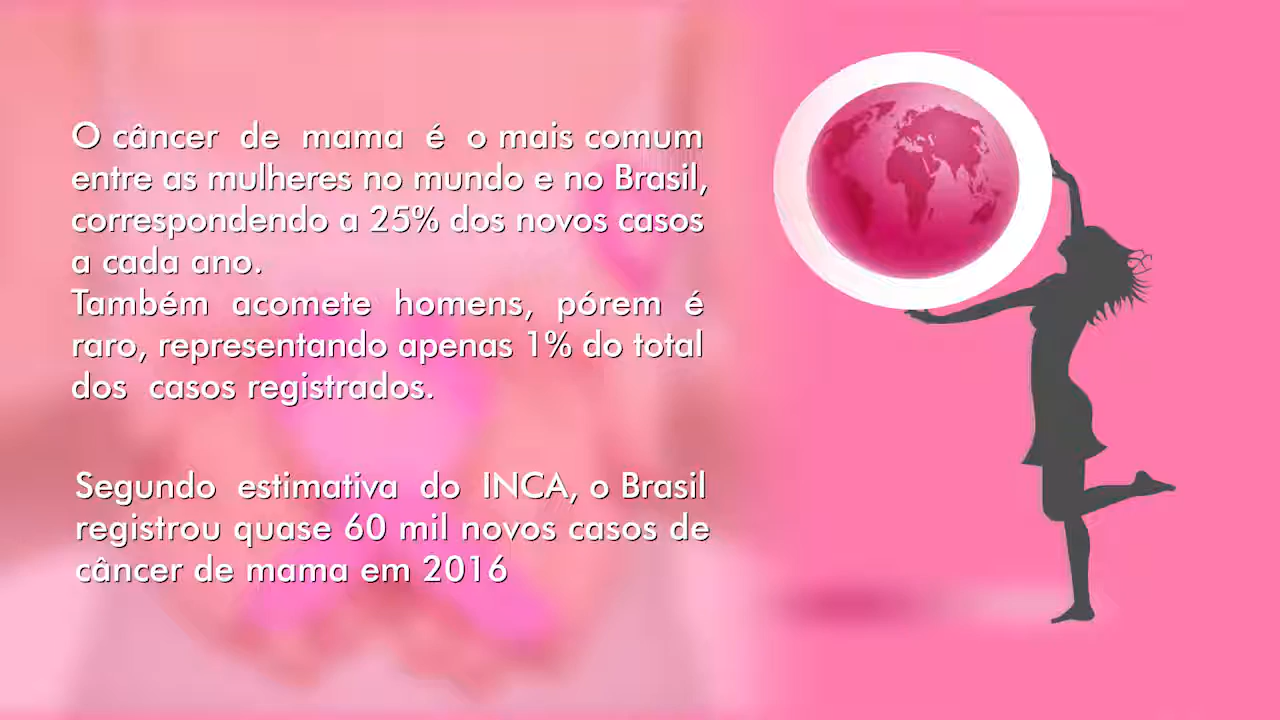 O câncer de mama é o mais comum
entre as mulheres no mundo e no Brasil,
correspondendo a 25% dos novos casos
a cada ano.
Também acomete homens, pórem é
raro, representando apenas 1% do total
dos casos registrados.
Segundo estimativa do INCA, o Brasil
registrou quase 60 mil novos casos de
câncer de mama em 2016